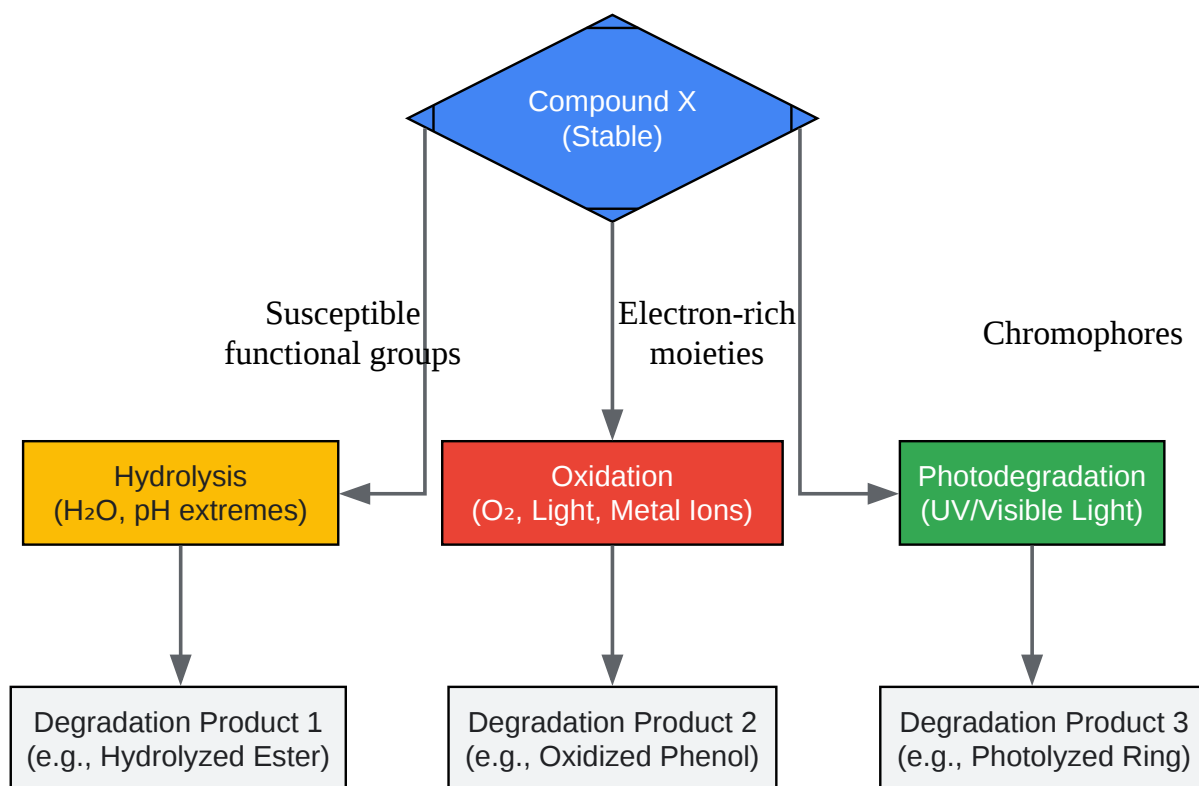 Compound X
(Stable)
Susceptible
functional groups
Electron-rich
moieties
Chromophores
Hydrolysis
(H₂O, pH extremes)
Oxidation
(O₂, Light, Metal Ions)
Photodegradation
(UV/Visible Light)
Degradation Product 1
(e.g., Hydrolyzed Ester)
Degradation Product 2
(e.g., Oxidized Phenol)
Degradation Product 3
(e.g., Photolyzed Ring)